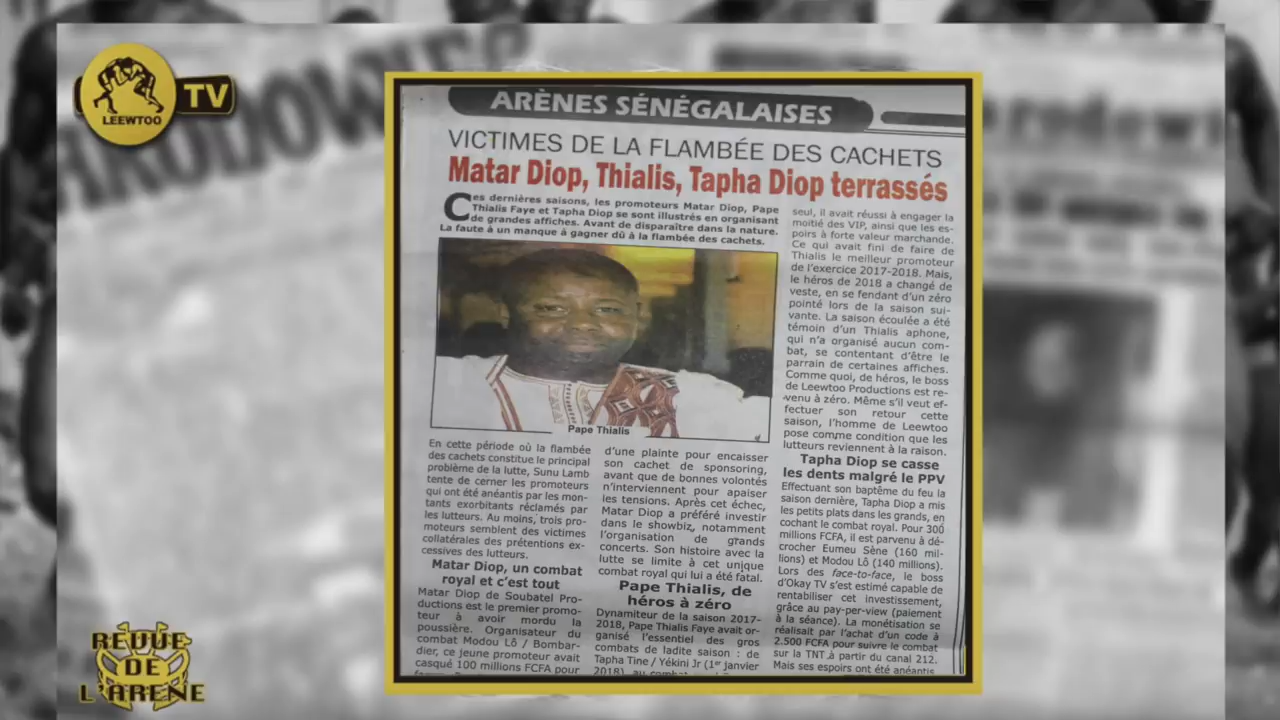 LEEWTOO
TV
ARÈNES SÉNÉGALAISES
VICTIMES DE LA FLAMBÉE DES CACHETS
Matar Diop, Thialis, Tapha Diop terrassés
Ces dernières saisons, les promoteurs Matar Diop, Pape
Thialis Faye et Tapha Diop se sont illustrés en organisant
de grandes affiches. Avant de disparaître dans la nature.
La faute à un manque à gagner dû à la flambée des cachets.
Pape Thialis
En cette période où la flambée
des cachets constitue le principal
problème de la lutte, Sunu Lamb
tente de cerner les promoteurs
qui ont été anéantis par les mon-
tants exorbitants réclamés par
les lutteurs. Au moins, trois pro-
moteurs semblent des victimes
collatérales des prétentions ex-
cessives des lutteurs.
Matar Diop, un combat
royal et c'est tout
Matar Diop de Soubatel Pro-
ductions est le premier promo-
teur à avoir mordu la
poussière. Organisateur du
combat Modou Lô / Bombar-
dier, ce jeune promoteur avait
casqué 100 millions FCFA pour
d'une plainte pour encaisser
son cachet de sponsoring,
avant que de bonnes volontés
n'interviennent pour apaiser
les tensions. Après cet échec,
Matar Diop a préféré investir
dans le showbiz, notamment
l'organisation de grands
concerts. Son histoire avec la
lutte se limite à cet unique
combat royal qui lui a été fatal.
Pape Thialis, de
héros à zéro
Dynamiteur de la saison 2017-
2018, Pape Thialis Faye avait or-
ganisé l'essentiel des gros
combats de ladite saison : de
Tapha Tine / Yékini Jr (1er janvier
2018), au combat
seul, il avait réussi à engager la
moitié des VIP, ainsi que les es-
poirs à forte valeur marchande.
Ce qui avait fini de faire de
Thialis le meilleur promoteur
de l'exercice 2017-2018. Mais,
le héros de 2018 a changé de
veste, en se fendant d'un zéro
pointé lors de la saison sui-
vante. La saison écoulée a été
témoin d'un Thialis aphone,
qui n'a organisé aucun com-
bat, se contentant d'être le
parrain de certaines affiches.
Comme quoi, de héros, le boss
de Leewtoo Productions est re-
venu à zéro. Même s'il veut ef-
fectuer son retour cette
saison, l'homme de Leewtoo
pose comme condition que les
lutteurs reviennent à la raison.
Tapha Diop se casse
les dents malgré le PPV
Effectuant son baptême du feu la
saison dernière, Tapha Diop a mis
les petits plats dans les grands, en
cochant le combat royal. Pour 300
millions FCFA, il est parvenu à dé-
crocher Eumeu Sène (160 mil-
lions) et Modou Lô (140 millions).
Lors des face-to-face, le boss
d'Okay TV s'est estimé capable de
rentabiliser cet investissement,
grâce au pay-per-view (paiement
à la séance). La monétisation se
réalisait par l'achat d'un code à
2.500 FCFA pour suivre le combat
sur la TNT à partir du canal 212.
Mais ses espoirs ont été anéantis
REVUE
DE
L'ARENE